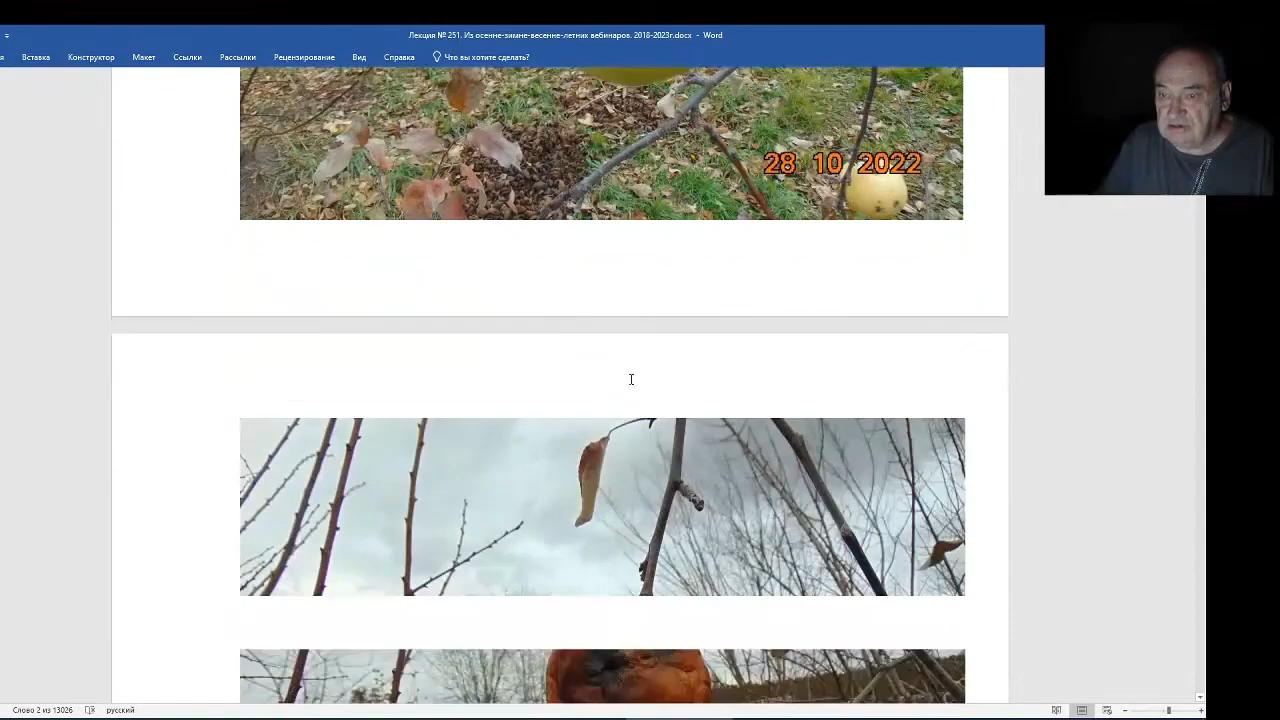 Лекция № 251. Из осенне-зимне-весенне-летних вебинаров. 2018-2023г.docx - Word
я Вставка Конструктор Макет Ссылки Рассылки Рецензирование Вид Справка Что вы хотите сделать?
28 10 2022
Слово 2 из 13026 русский